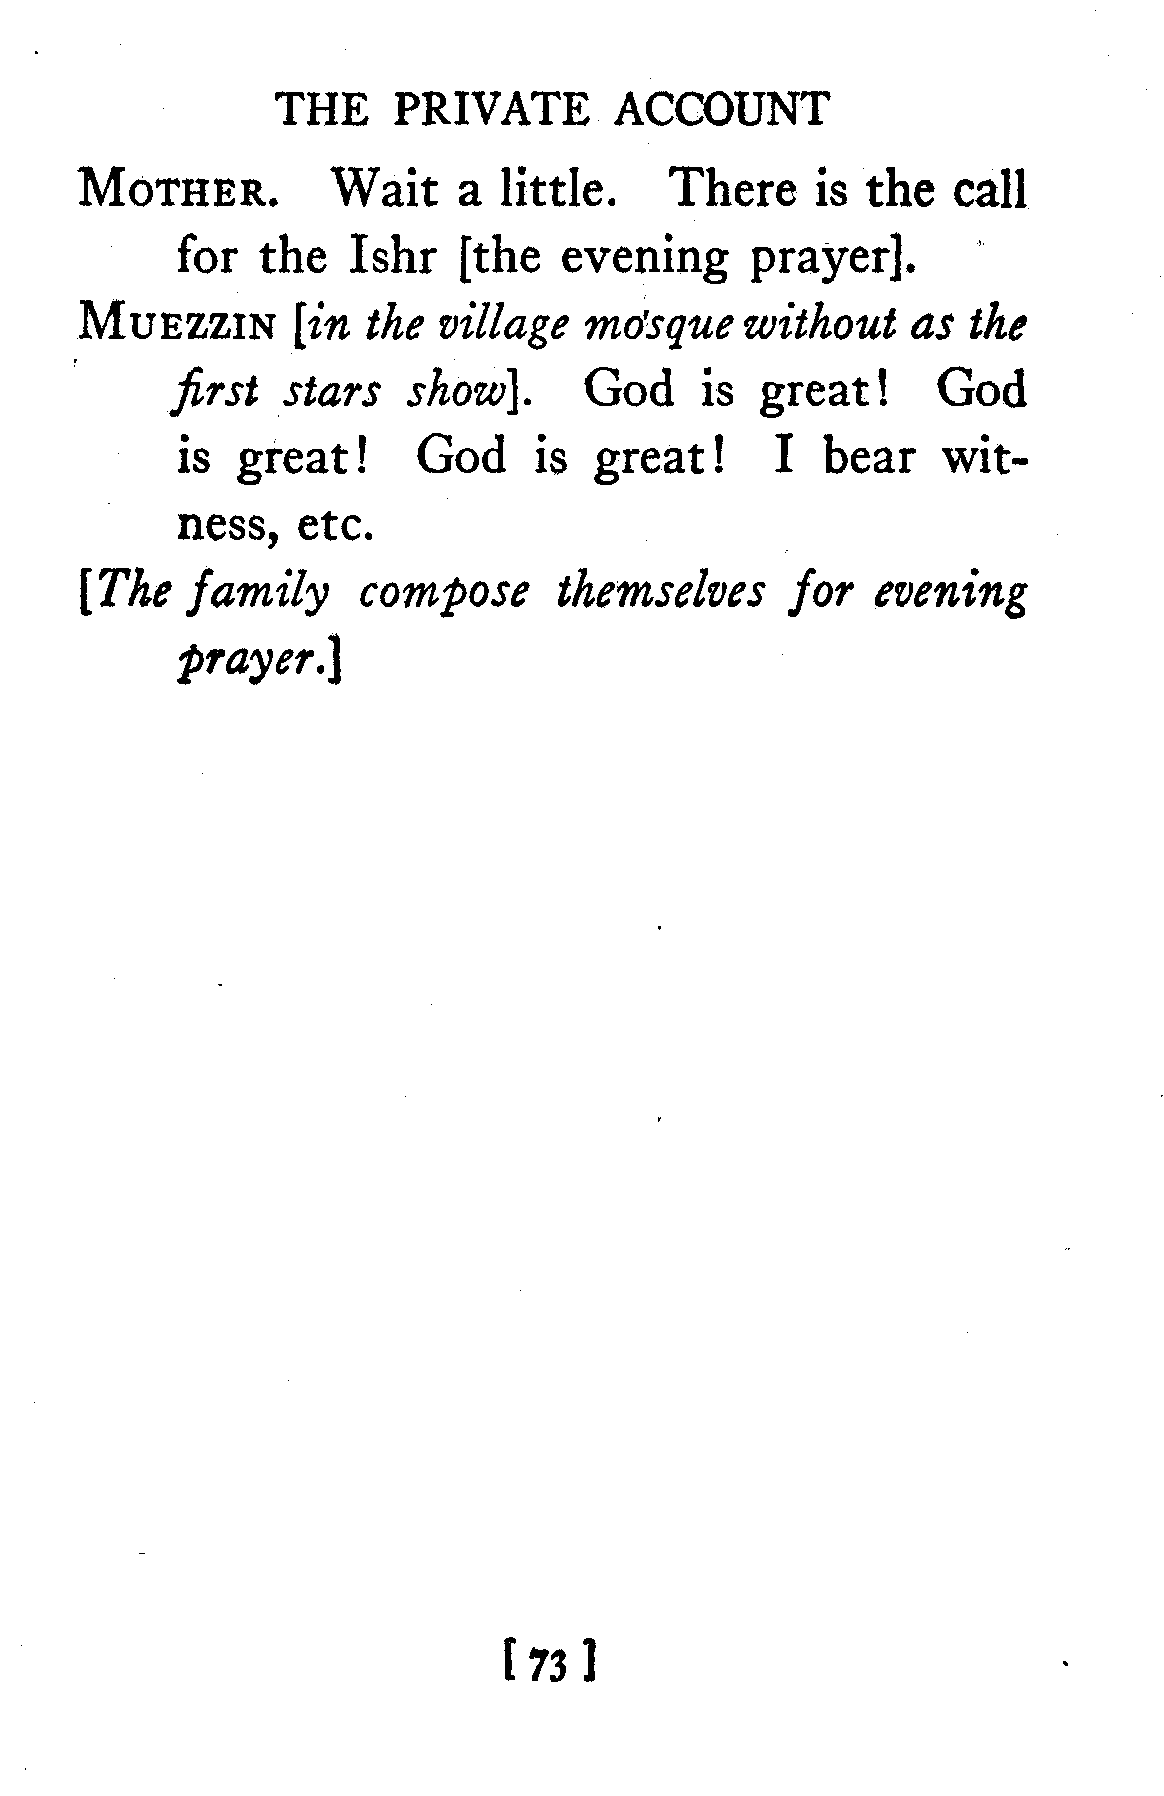 THE PRIVATE ACCOUNT
MOTHER. Wait a little. There is the call
for the Ishr [the evening prayer].
MUEZZIN [in the village mosque without as the
first stars show]. God is great! God
is great! God is great! I bear wit-
ness, etc.
[The family compose themselves for evening
prayer.]
[ 73 ]